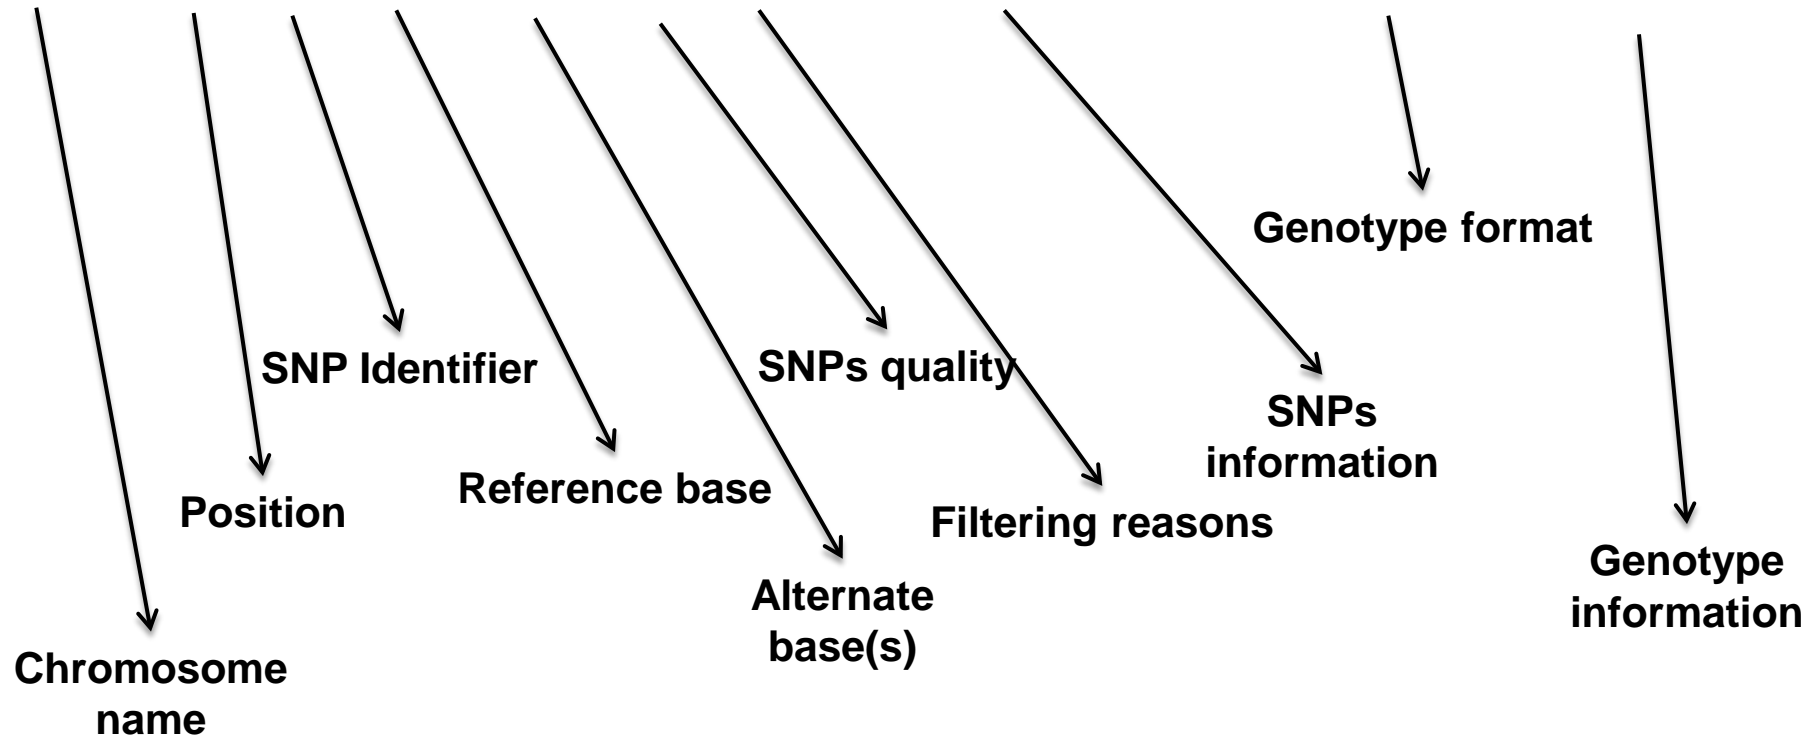 Genotype format
SNP Identifier
SNPs quality
SNPs
information
Reference base
Position
Filtering reasons
Genotype
information
Alternate
base(s)
Chromosome
name